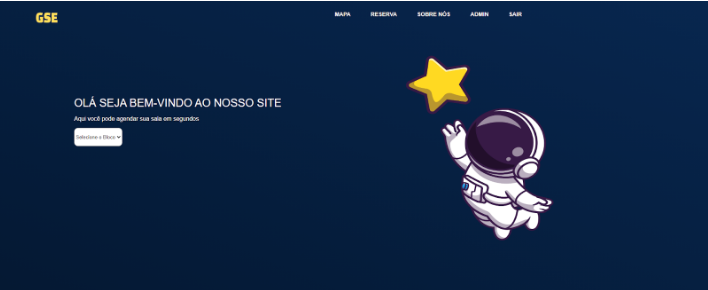 GSE
MAPA RESERVA SOBRE NÓS ADMIN SAIR
OLÁ SEJA BEM-VINDO AO NOSSO SITE
Aqui você pode agendar sua sala em segundos
Selecione o Bloco